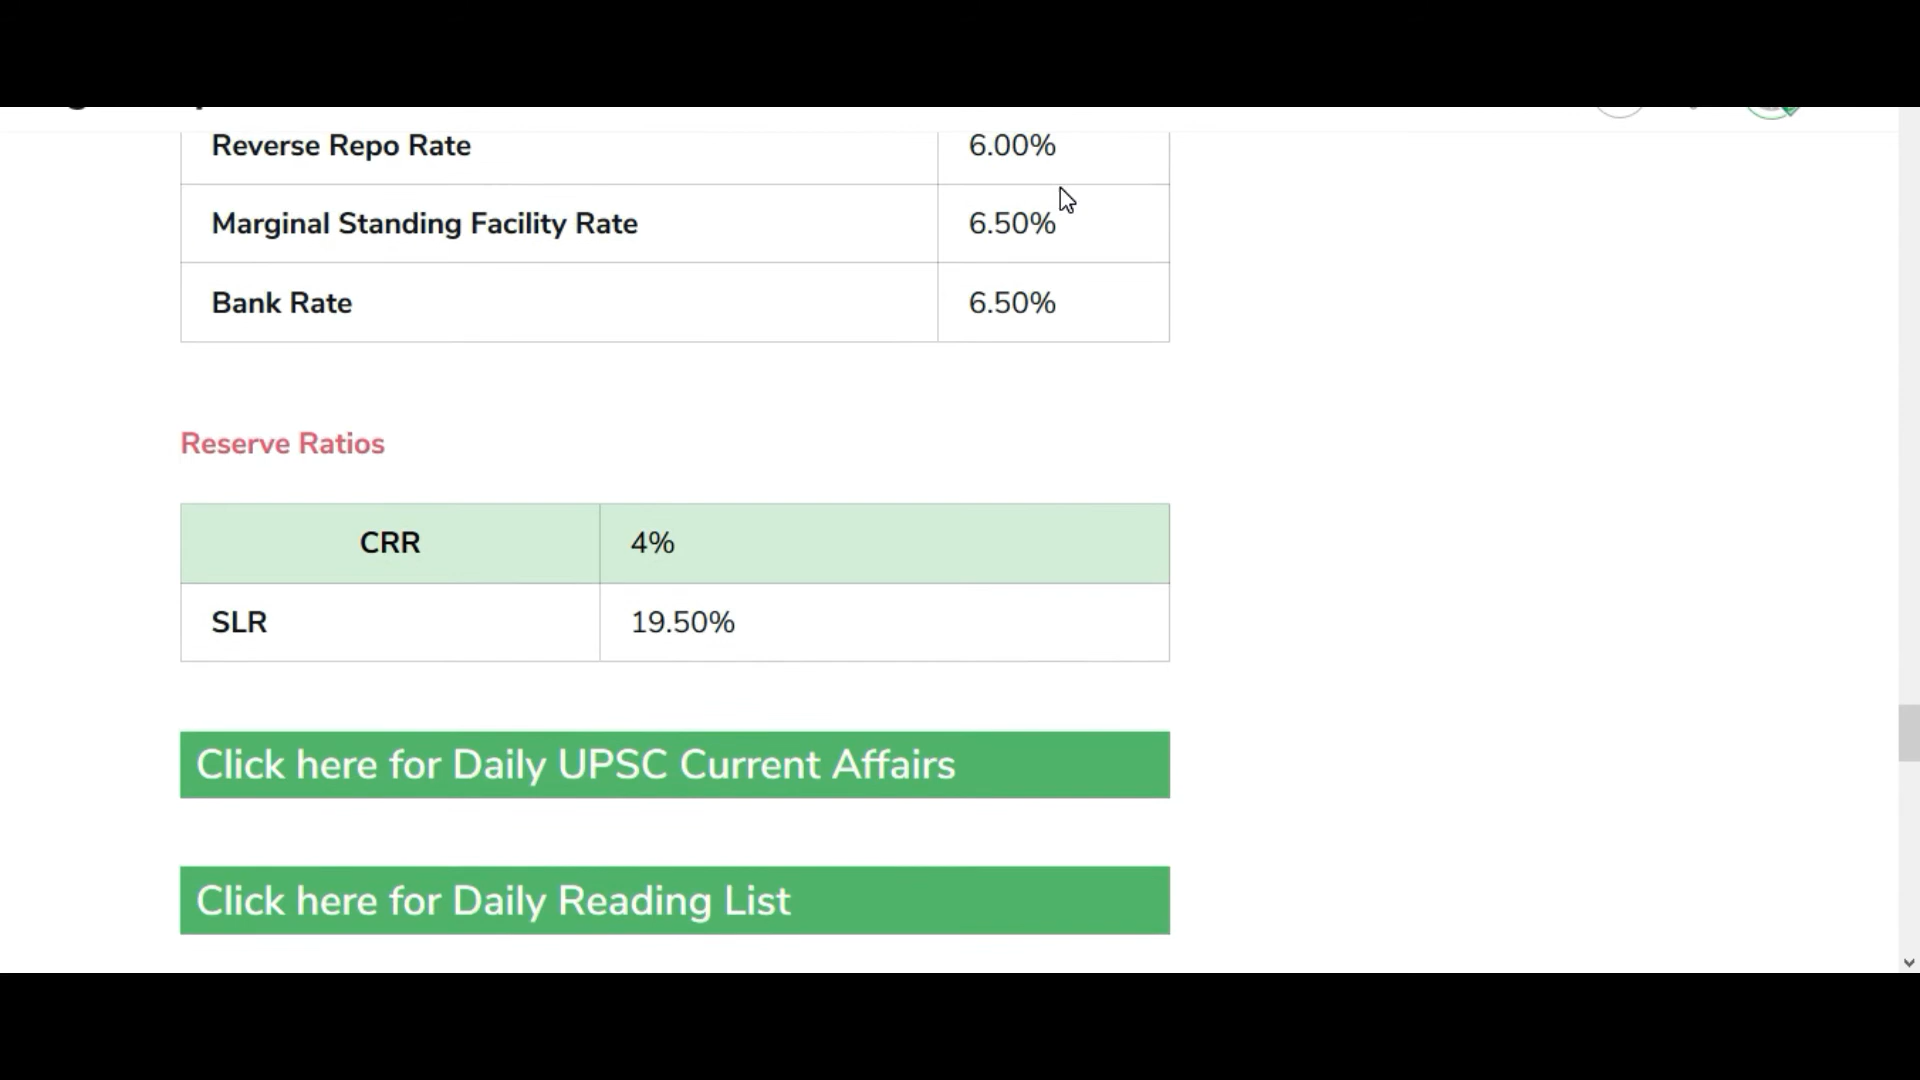 Reverse Repo Rate 6.00%
Marginal Standing Facility Rate 6.50%
Bank Rate 6.50%
Reserve Ratios
CRR 4%
SLR 19.50%
Click here for Daily UPSC Current Affairs
Click here for Daily Reading List